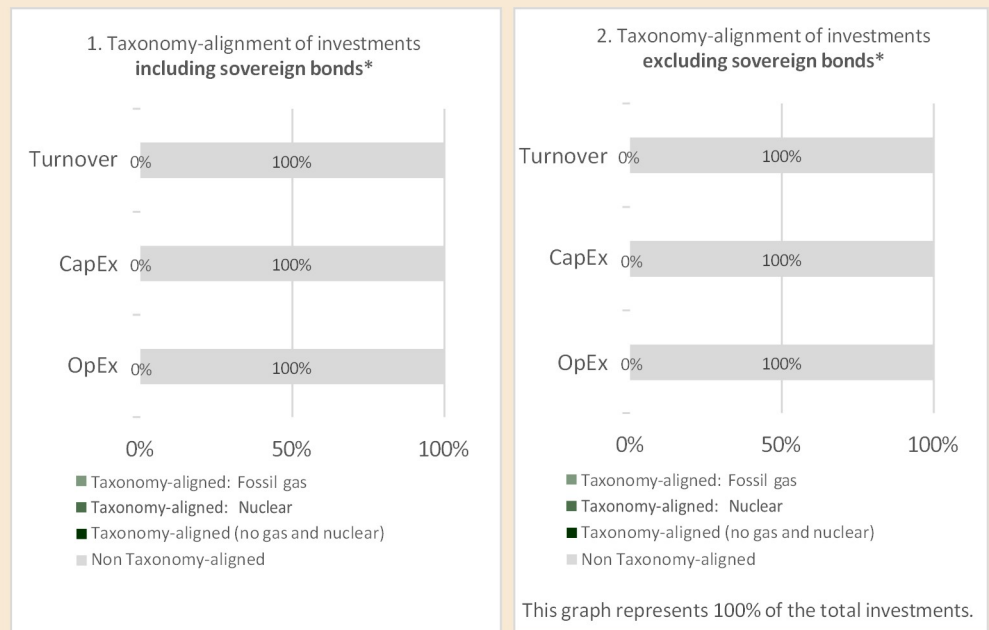 1. Taxonomy-alignment of investments
including sovereign bonds*
Turnover 0% 100%
CapEx 0% 100%
OpEx 0% 100%
0% 50% 100%
Taxonomy-aligned: Fossil gas
Taxonomy-aligned: Nuclear
Taxonomy-aligned (no gas and nuclear)
Non Taxonomy-aligned
2. Taxonomy-alignment of investments
excluding sovereign bonds*
Turnover 0% 100%
CapEx 0% 100%
OpEx 0% 100%
0% 50% 100%
Taxonomy-aligned: Fossil gas
Taxonomy-aligned: Nuclear
Taxonomy-aligned (no gas and nuclear)
Non Taxonomy-aligned
This graph represents 100% of the total investments.